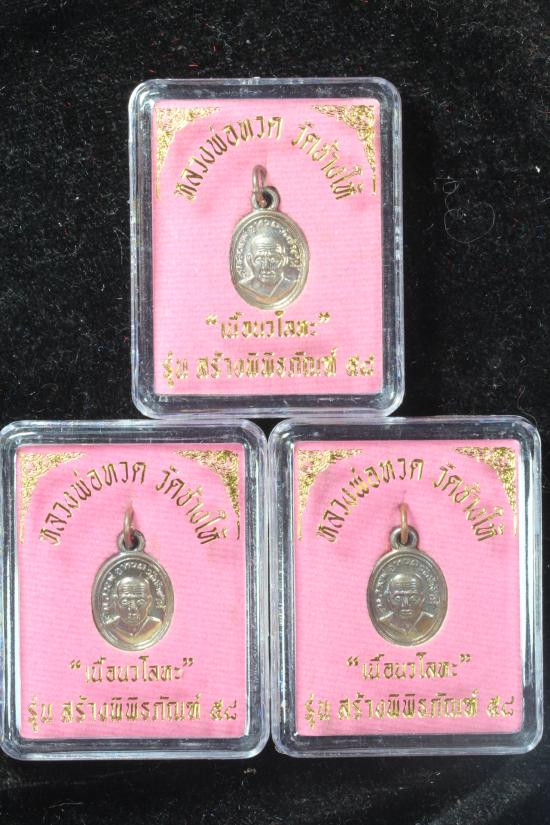 หลวงพ่อทวด วัดช้างให้
“เนื้อนวโลหะ”
รุ่น สร้างพิพิธภัณฑ์ ๕๘
หลวงพ่อทวด วัดช้างให้
“เนื้อนวโลหะ”
รุ่น สร้างพิพิธภัณฑ์ ๕๘
หลวงพ่อทวด วัดช้างให้
“เนื้อนวโลหะ”
รุ่น สร้างพิพิธภัณฑ์ ๕๘